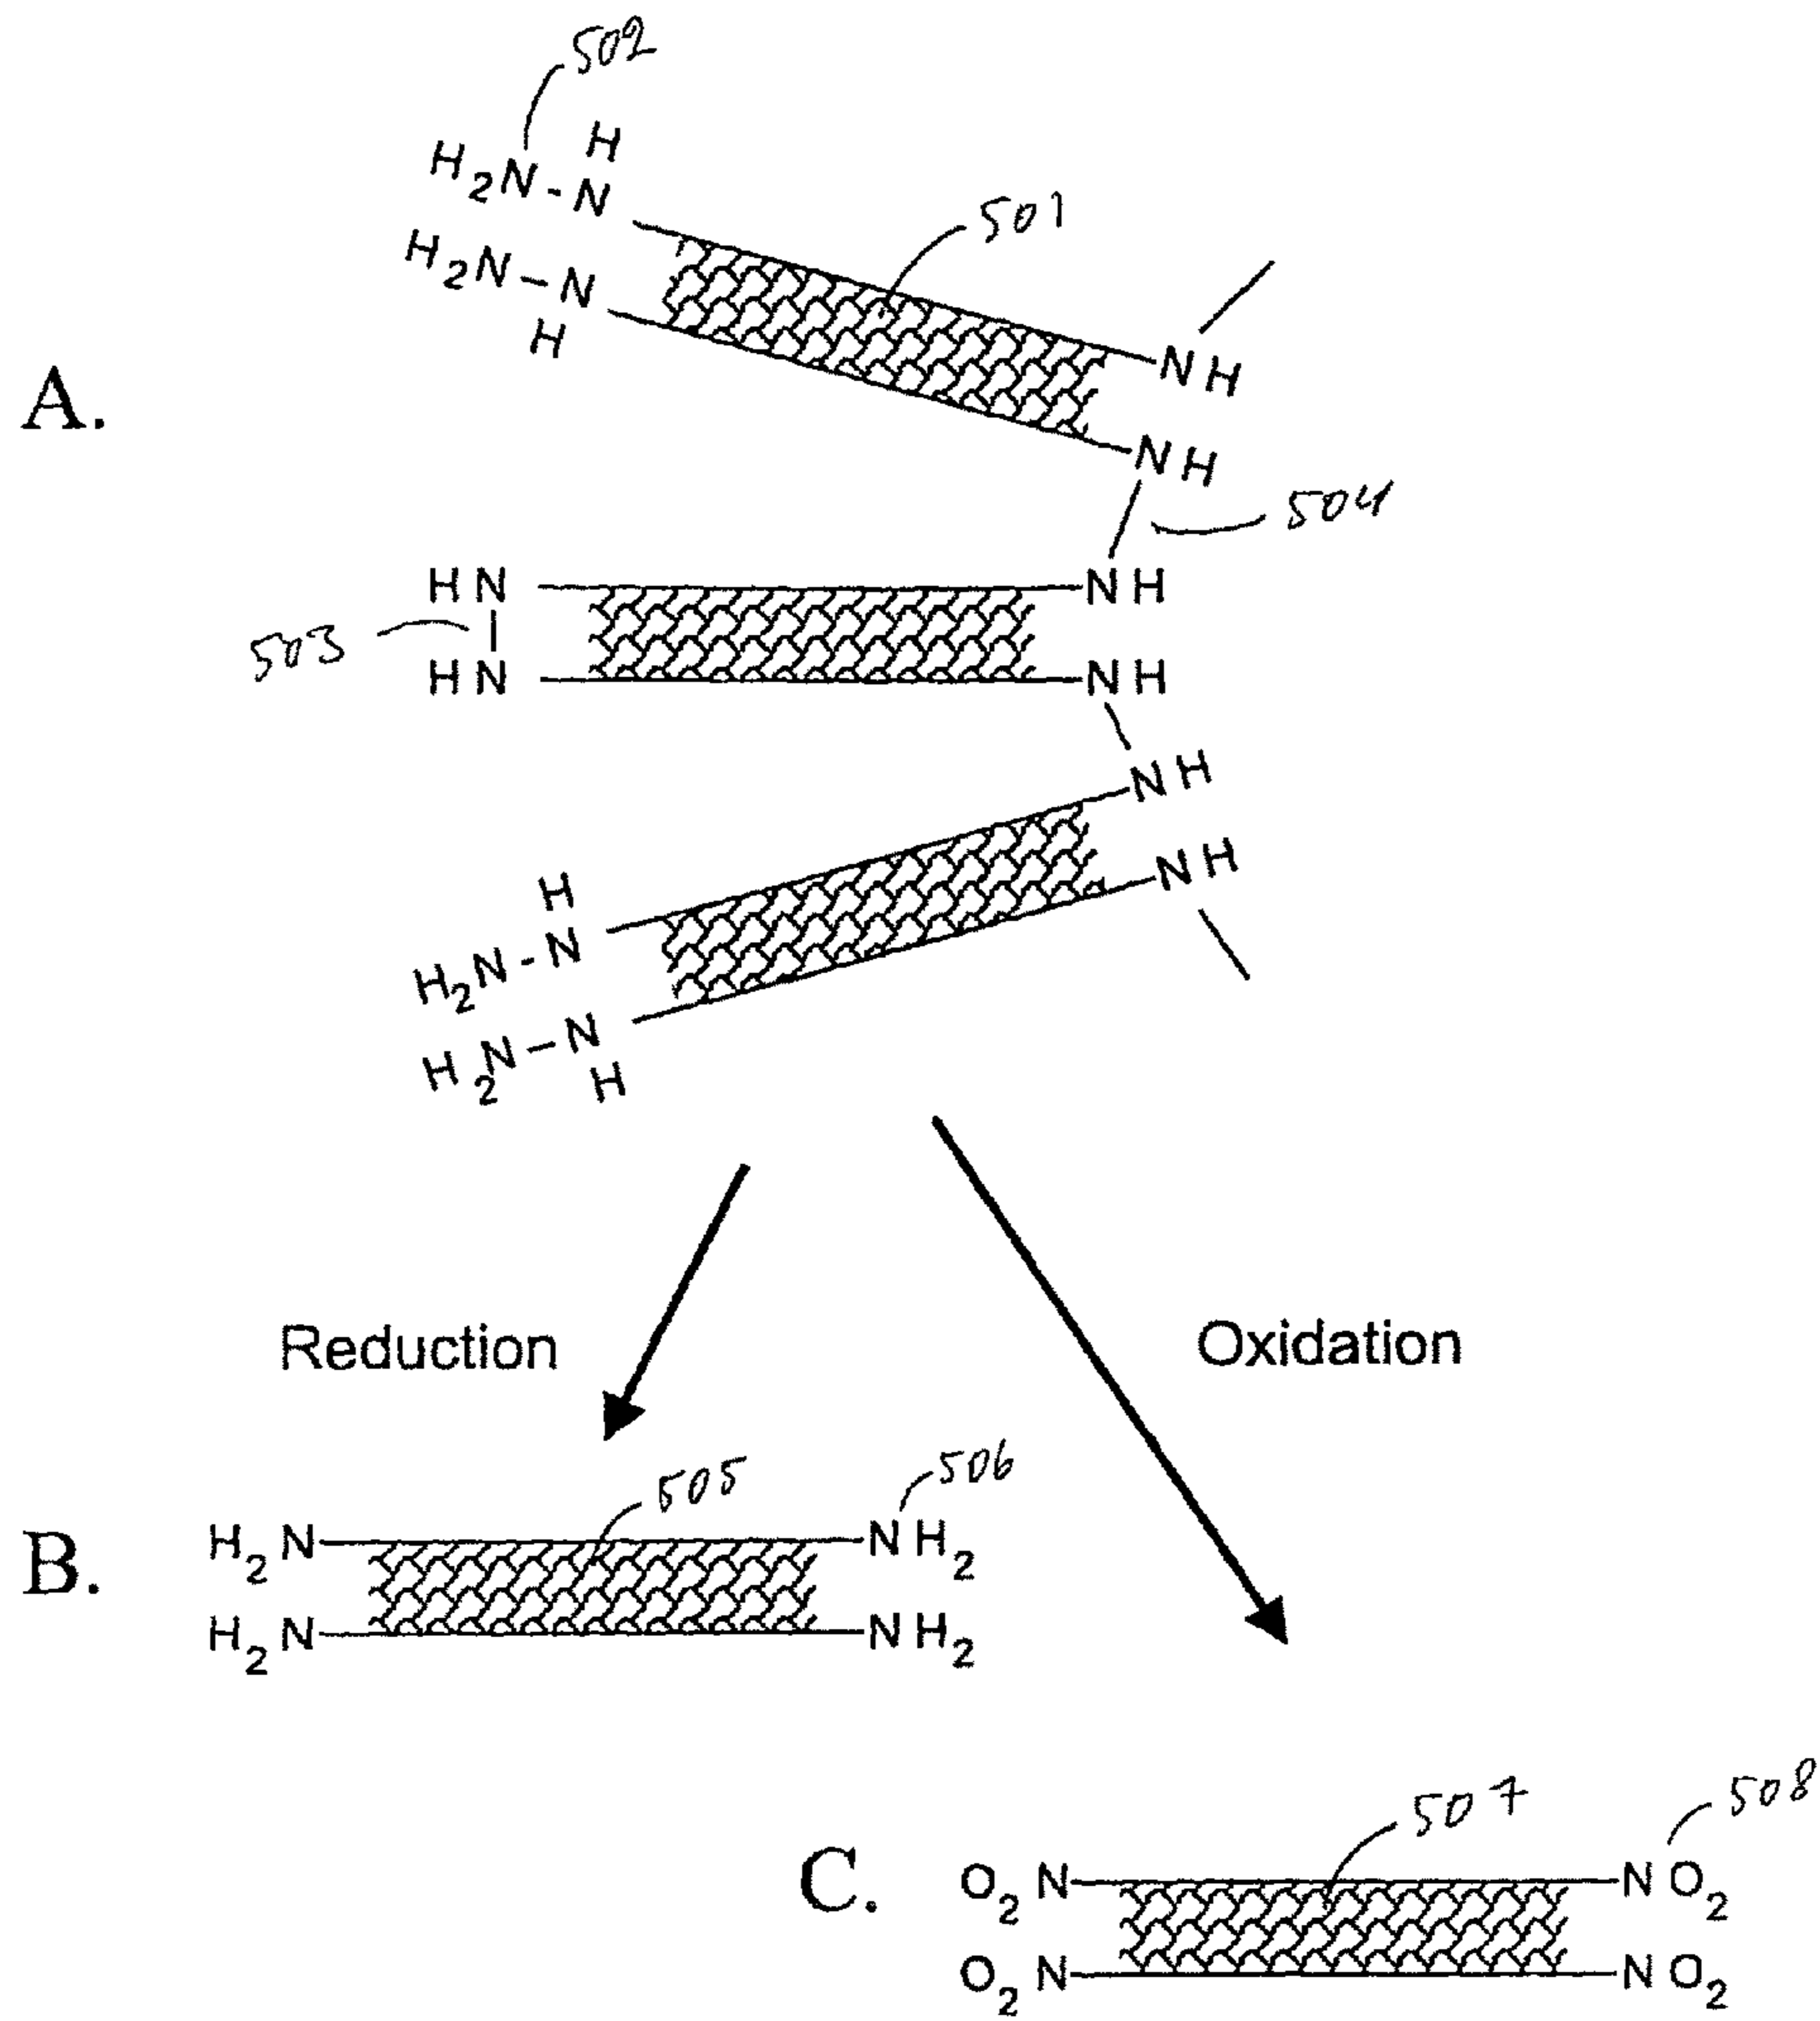 502
H
H2N-N
501
H2N-N
H
NH
A.
NH
504
HN
NH
503
HN
NH
NH
H
NH
H2N-N
H2N-N
H
Reduction
Oxidation
505
506
B.
H2N
NH2
H2N
NH2
507
508
C.
O2N
NO2
O2N
NO2